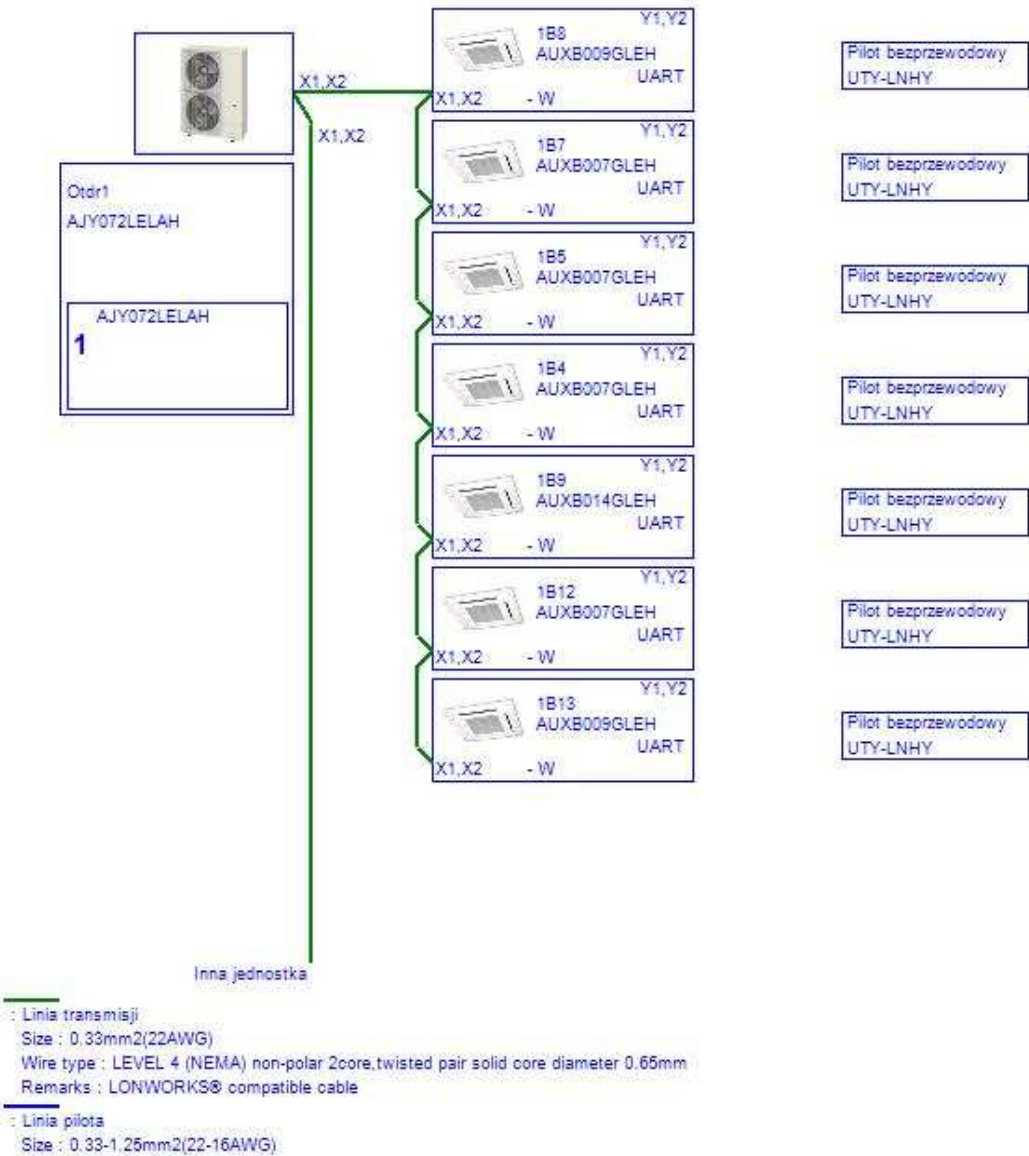 X1,X2
X1,X2
Otdr1
AJY072LELAH
AJY072LELAH
1
Y1,Y2
1B8
AUXB009GLEH
UART
X1,X2 - W
Pilot bezprzewodowy
UTY-LNHY
Y1,Y2
1B7
AUXB007GLEH
UART
X1,X2 - W
Pilot bezprzewodowy
UTY-LNHY
Y1,Y2
1B5
AUXB007GLEH
UART
X1,X2 - W
Pilot bezprzewodowy
UTY-LNHY
Y1,Y2
1B4
AUXB007GLEH
UART
X1,X2 - W
Pilot bezprzewodowy
UTY-LNHY
Y1,Y2
1B9
AUXB014GLEH
UART
X1,X2 - W
Pilot bezprzewodowy
UTY-LNHY
Y1,Y2
1B12
AUXB007GLEH
UART
X1,X2 - W
Pilot bezprzewodowy
UTY-LNHY
Y1,Y2
1B13
AUXB009GLEH
UART
X1,X2 - W
Pilot bezprzewodowy
UTY-LNHY
Inna jednostka
: Linia transmisji
Size : 0.33mm2(22AWG)
Wire type : LEVEL 4 (NEMA) non-polar 2core,twisted pair solid core diameter 0.65mm
Remarks : LONWORKS® compatible cable
: Linia pilota
Size : 0.33-1.25mm2(22-16AWG)